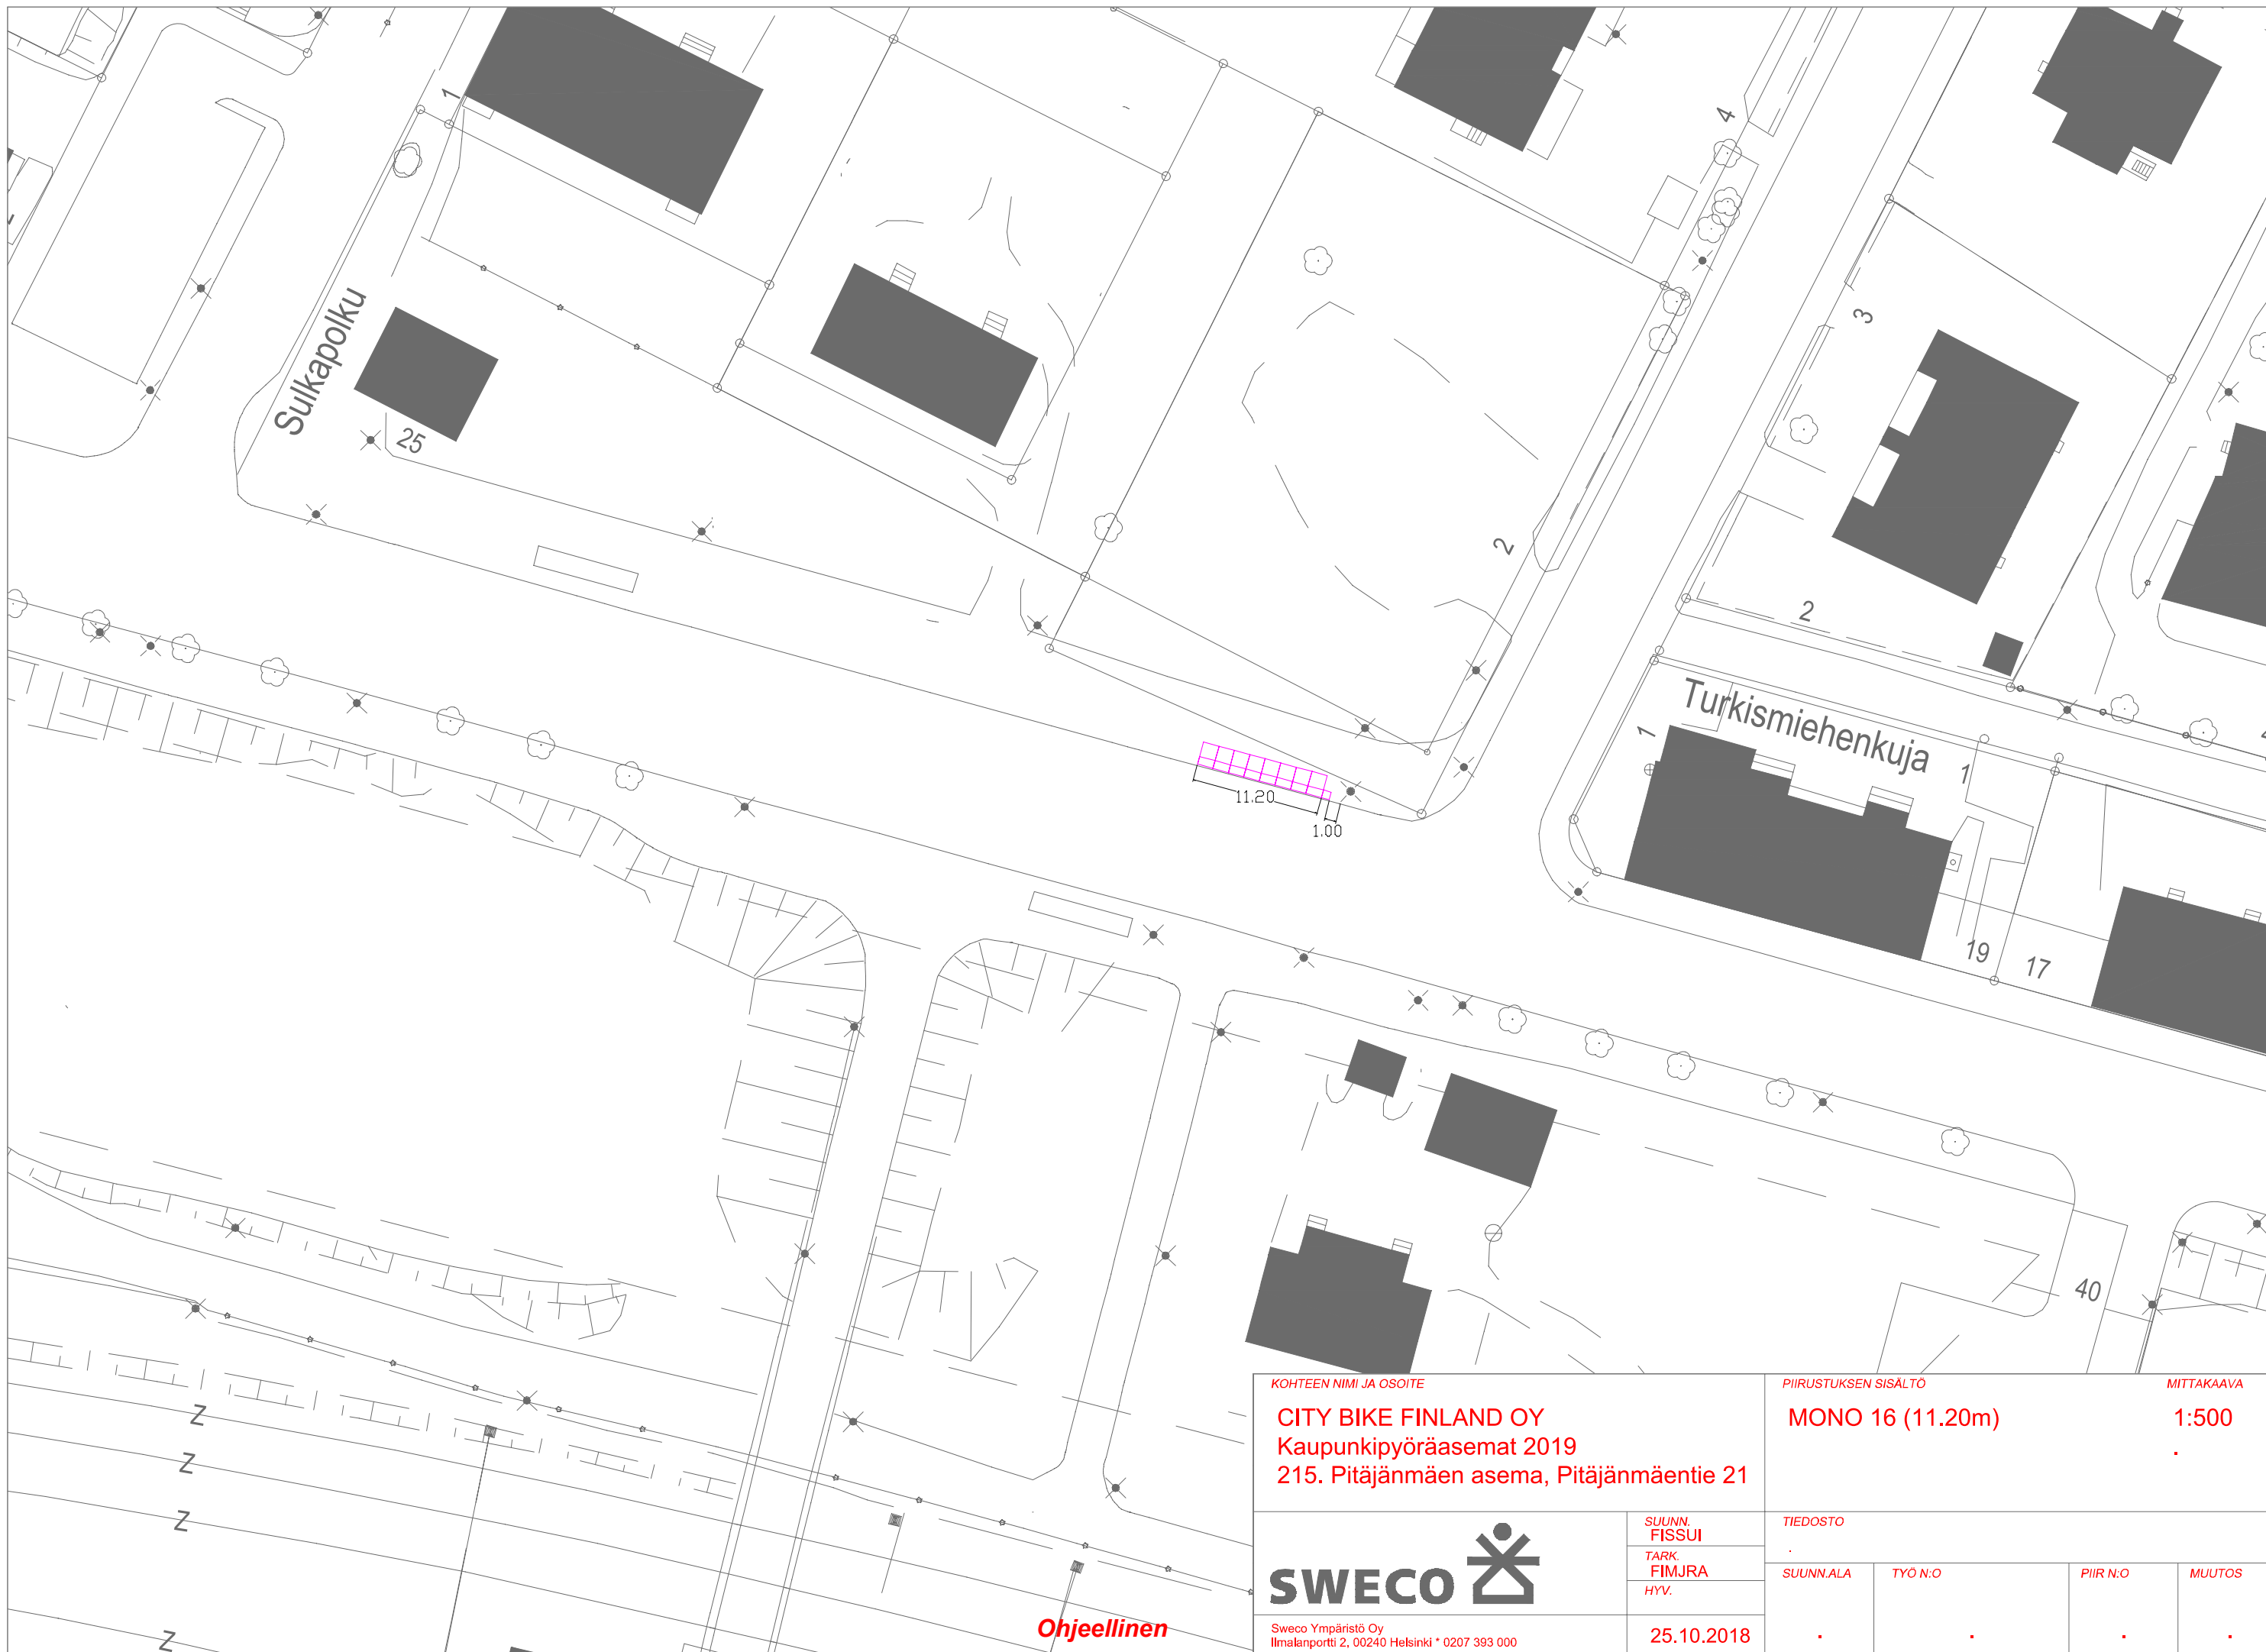 1
4
Sulkapolku
25
3
2
2
Turkismiehenkuja
1
1
11.20
1.00
19
17
40
Z
Z
Z
Z
Ohjeellinen
KOHTEEN NIMI JA OSOITE
CITY BIKE FINLAND OY
Kaupunkipyöräasemat 2019
215. Pitäjänmäen asema, Pitäjänmäentie 21
PIIRUSTUKSEN SISÄLTÖ
MITTAKAAVA
MONO 16 (11.20m)
1:500
.
SWECO
SUUNN.
FISSUI
TARK.
FIMJRA
HYV.
25.10.2018
Sweco Ympäristö Oy
Ilmalanportti 2, 00240 Helsinki * 0207 393 000
TIEDOSTO
.
SUUNN.ALA
TYÖ N:O
PIIR N:O
MUUTOS
. . . .